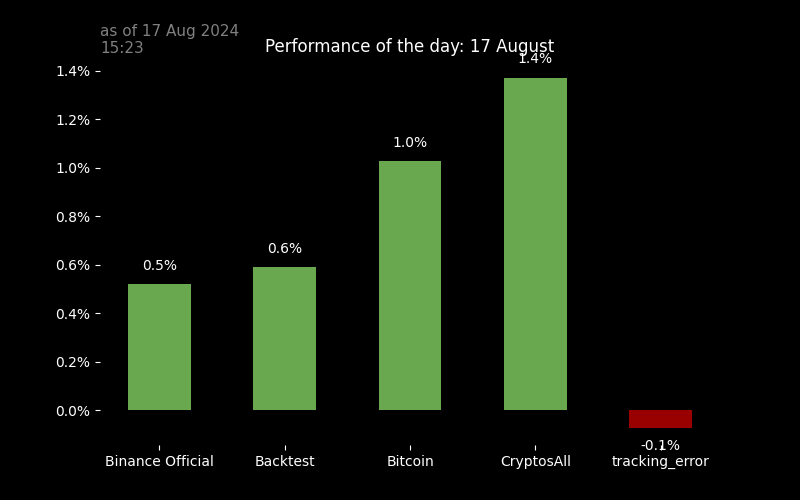 as of 17 Aug 2024
15:23
Performance of the day: 17 August
1.4%
1.2%
1.0%
0.8%
0.6%
0.4%
0.2%
0.0%
0.5%
0.6%
1.0%
1.4%
-0.1%
Binance Official
Backtest
Bitcoin
CryptosAll
tracking_error